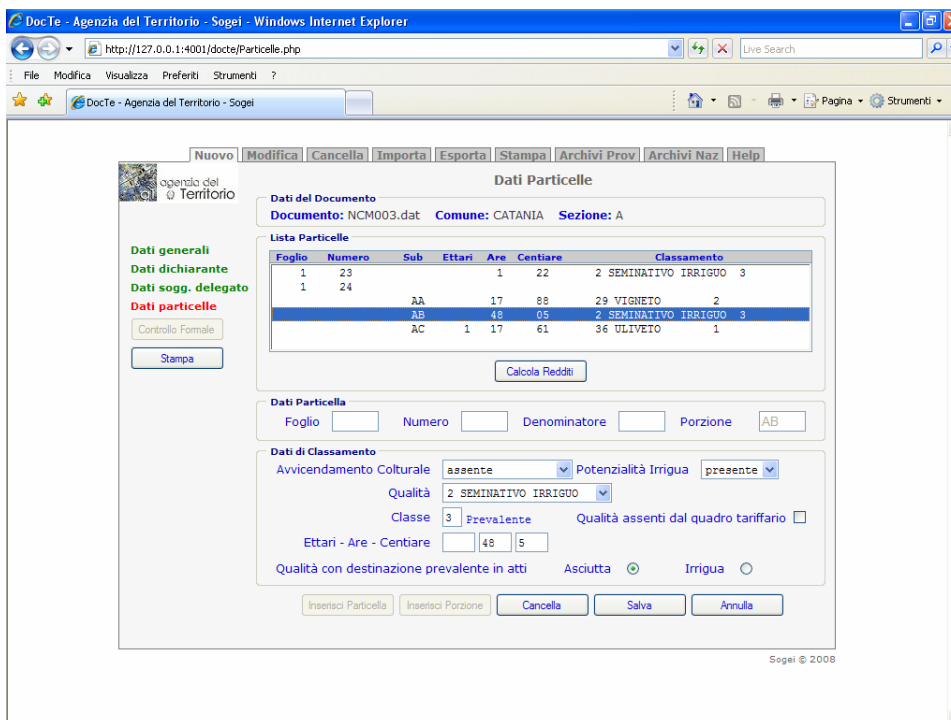 DocTe - Agenzia del Territorio - Sogei - Windows Internet Explorer
http://127.0.0.1:4001/docte/Particelle.php
Live Search
File Modifica Visualizza Preferiti Strumenti ?
DocTe - Agenzia del Territorio - Sogei
Pagina Strumenti
Nuovo Modifica Cancella Importa Esporta Stampa Archivi Prov Archivi Naz Help
agenzia del
Territorio
Dati Particelle
Dati del Documento
Documento: NCM003.dat Comune: CATANIA Sezione: A
Dati generali
Dati dichiarante
Dati sogg. delegato
Dati particelle
Controllo Formale
Stampa
Lista Particelle
Foglio Numero Sub Ettari Are Centiare Classamento
1 23 1 22 2 SEMINATIVO IRRIGUO 3
1 24
AA 17 88 29 VIGNETO 2
AB 48 05 2 SEMINATIVO IRRIGUO 3
AC 1 17 61 36 ULIVETO 1
Calcola Redditi
Dati Particella
Foglio Numero Denominatore Porzione AB
Dati di Classamento
Avvicendamento Colturale assente Potenzialità Irrigua presente
Qualità 2 SEMINATIVO IRRIGUO
Classe 3 Prevalente Qualità assenti dal quadro tariffario
Ettari - Are - Centiare 48 5
Qualità con destinazione prevalente in atti Asciutta Irrigua
Inserisci Particella Inserisci Porzione Cancella Salva Annulla
Sogei © 2008